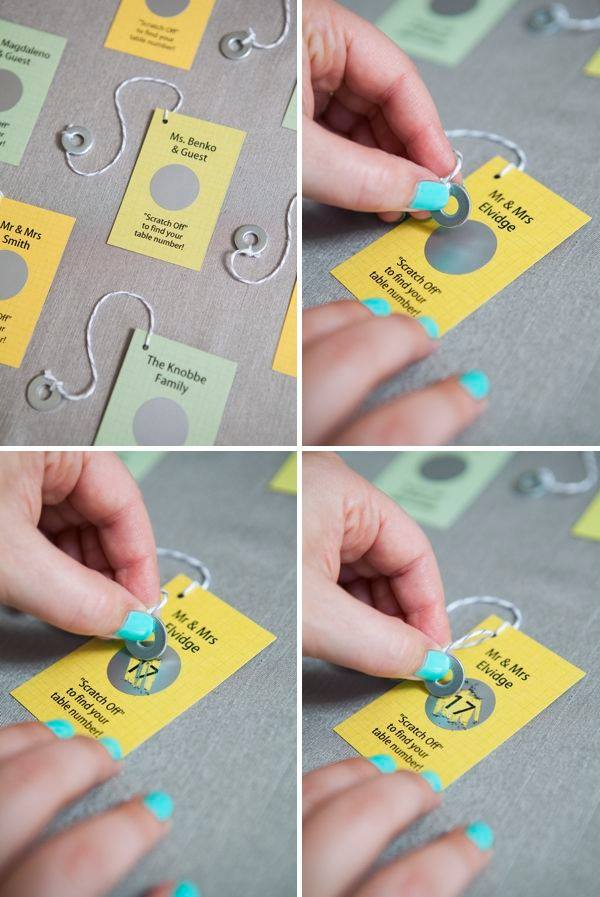 "Scratch Off"
to find your
table number!
Magdaleno
& Guest
Ms. Benko
& Guest
"Scratch Off"
to find your
table number!
Mr & Mrs
Smith
The Knobbe
Family
Mr & Mrs
Elvidge
"Scratch Off"
to find your
table number!
Mr & Mrs
Elvidge
17
"Scratch Off"
to find your
table number!
Mr & Mrs
Elvidge
17
"Scratch Off"
to find your
table number!